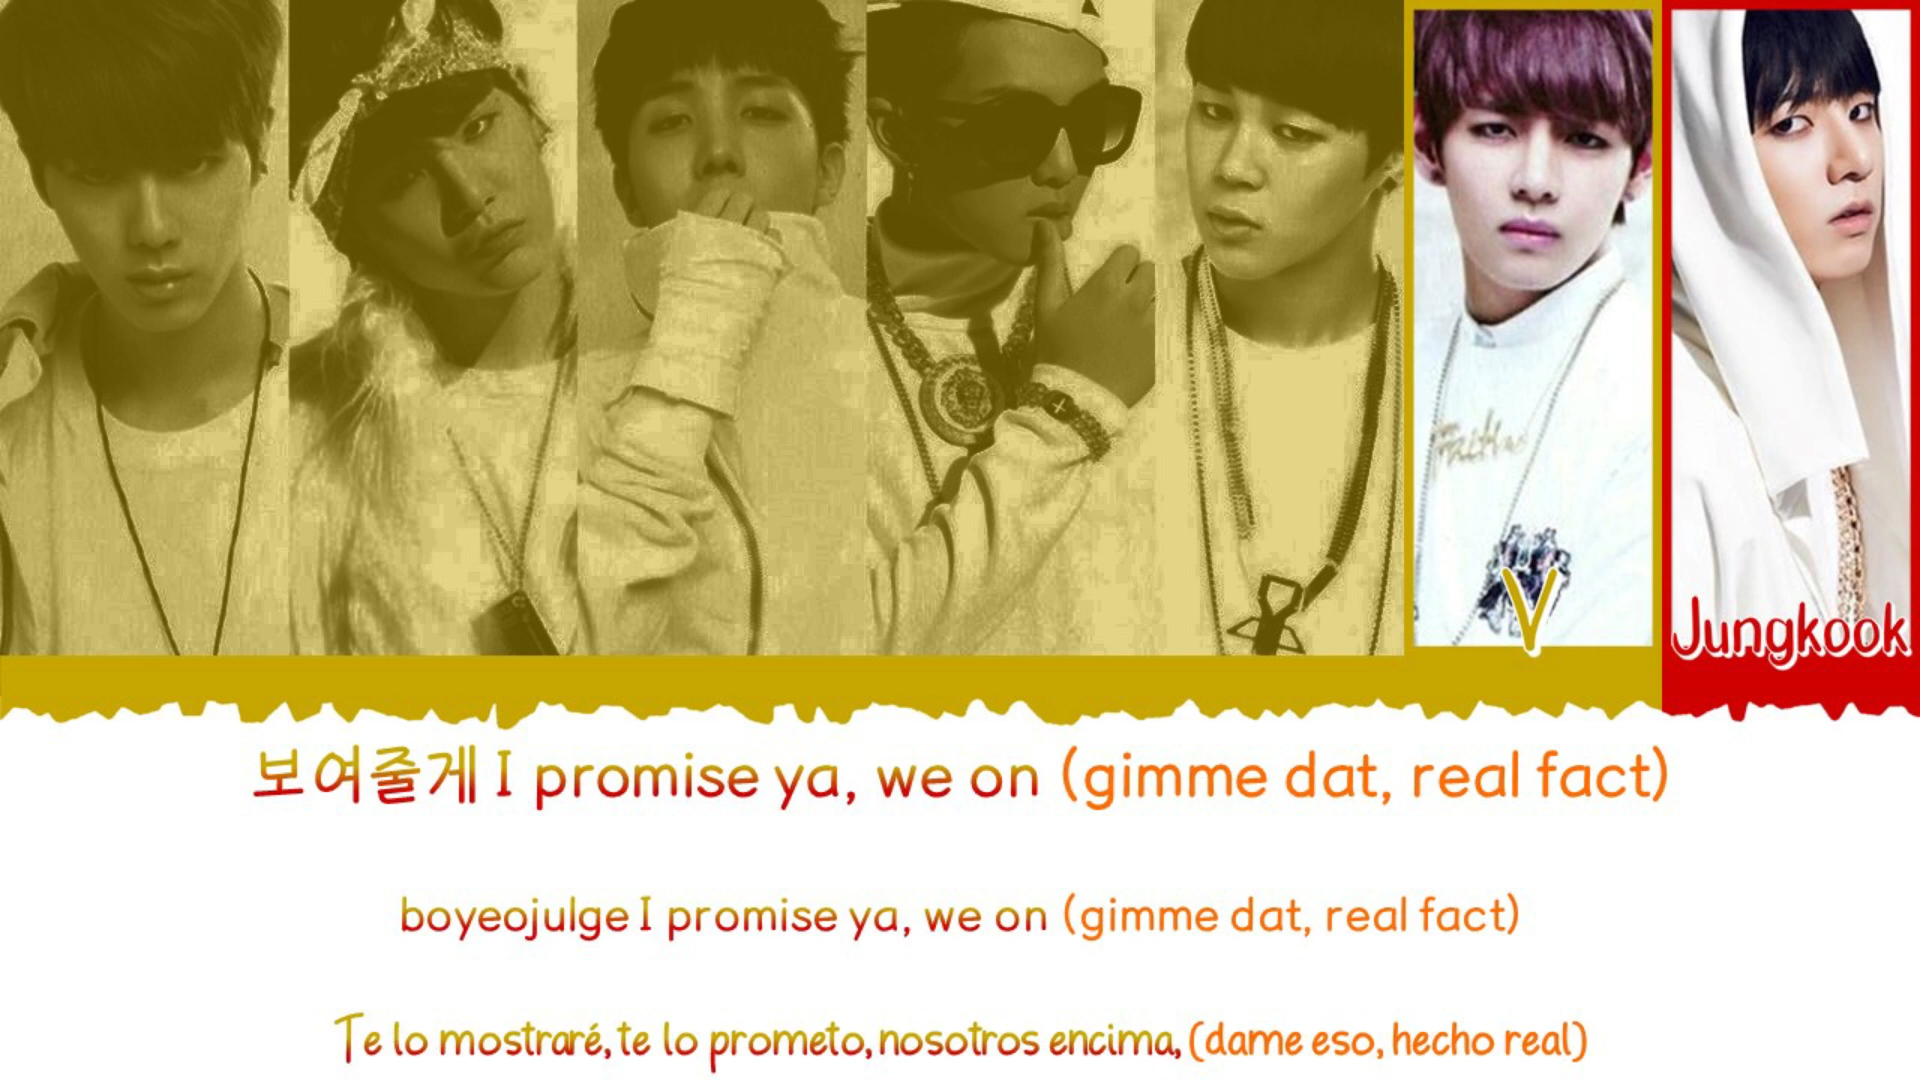 V
Jungkook
보여줄게 I promise ya, we on (gimme dat, real fact)
boyeojulge I promise ya, we on (gimme dat, real fact)
Te lo mostraré, te lo prometo, nosotros encima, (dame eso, hecho real)